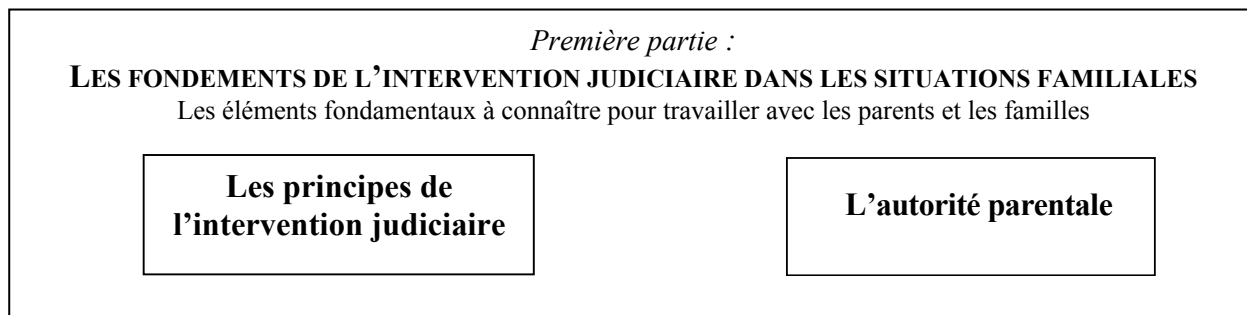 Première partie :
LES FONDEMENTS DE L’INTERVENTION JUDICIAIRE DANS LES SITUATIONS FAMILIALES
Les éléments fondamentaux à connaître pour travailler avec les parents et les familles
Les principes de
l’intervention judiciaire
L’autorité parentale